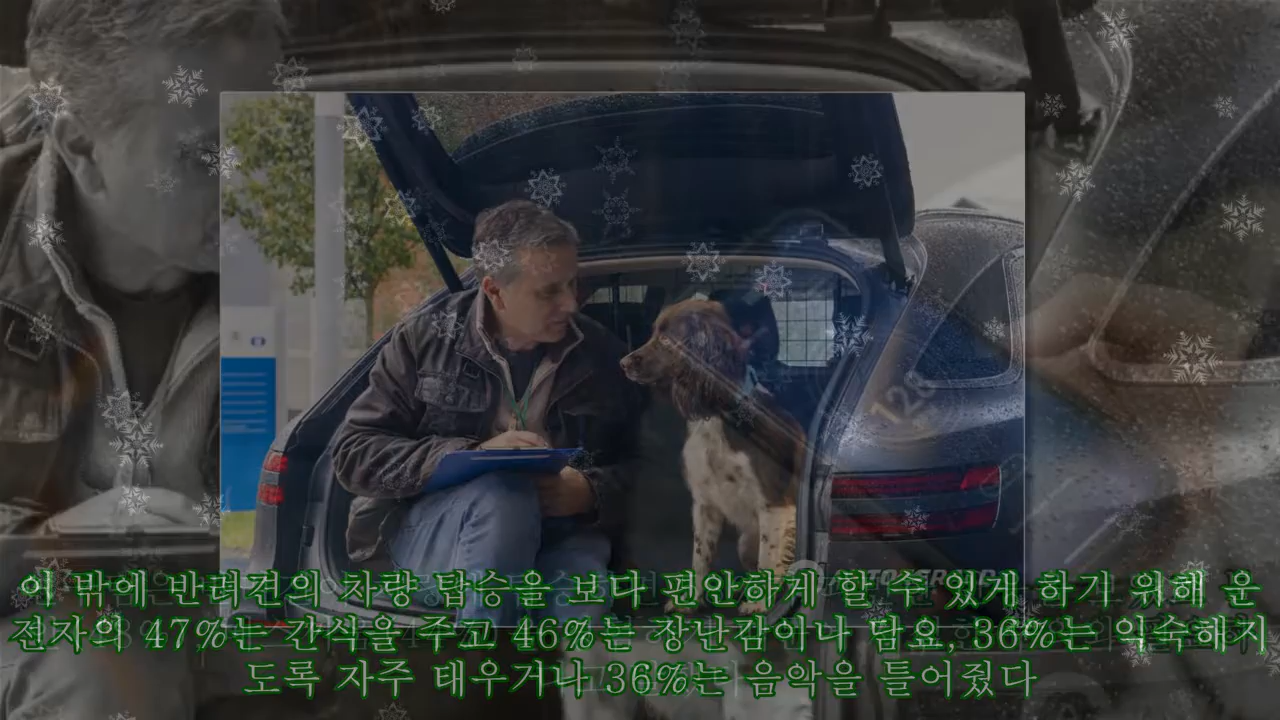 이 밖에 반려견의 차량 탑승을 보다 편안하게 할 수 있게 하기 위해 운
전자의 47%는 간식을 주고 46%는 장난감이나 담요, 36%는 익숙해지
도록 자주 태우거나 36%는 음악을 틀어줬다